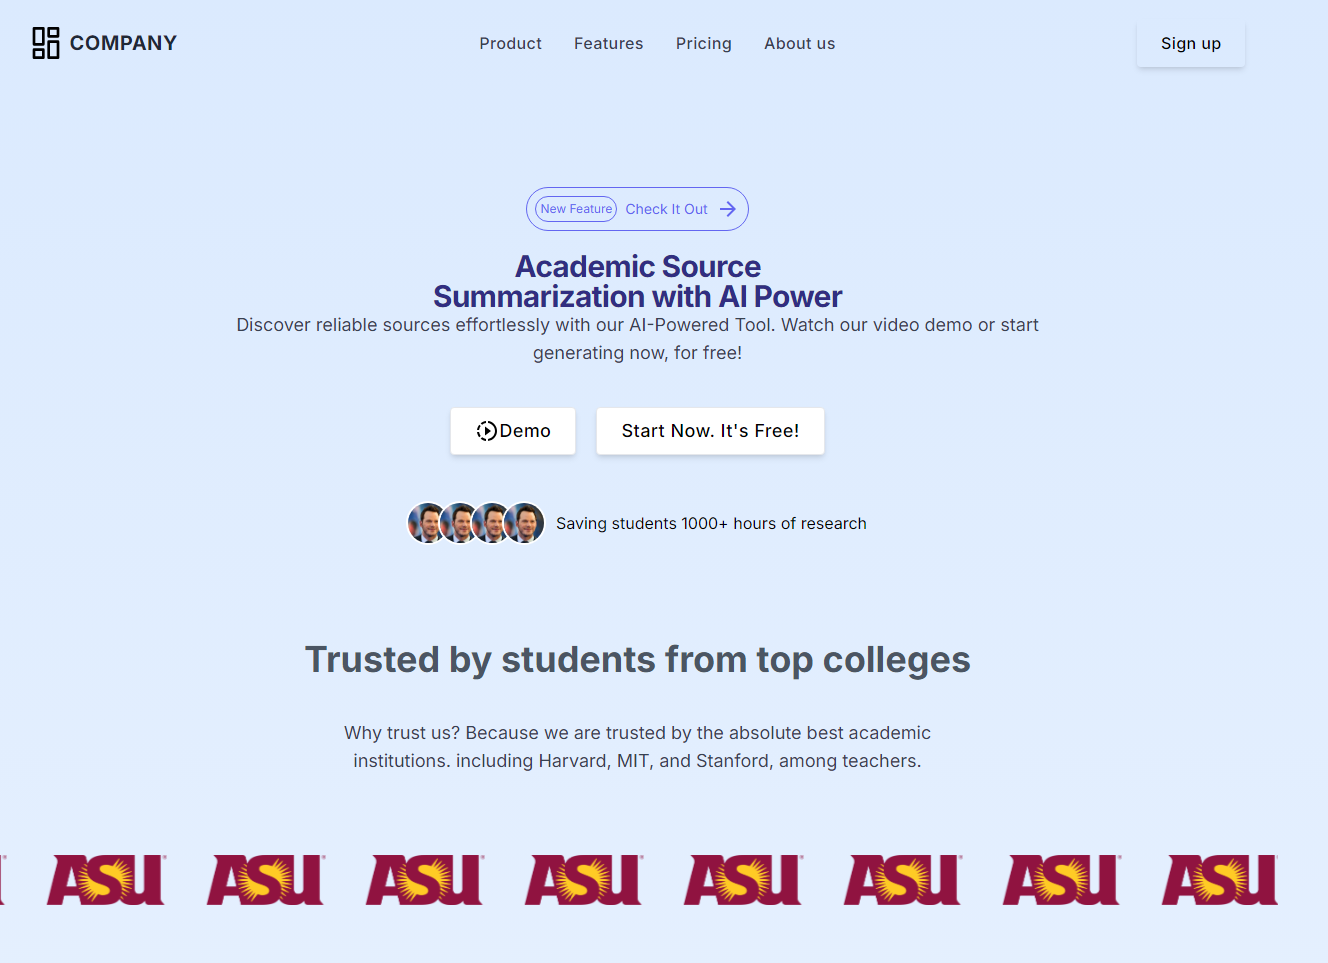 COMPANY
Product
Features
Pricing
About us
Sign up
New Feature
Check It Out
Academic Source
Summarization with AI Power
Discover reliable sources effortlessly with our AI-Powered Tool. Watch our video demo or start
generating now, for free!
Demo
Start Now. It's Free!
Saving students 1000+ hours of research
Trusted by students from top colleges
Why trust us? Because we are trusted by the absolute best academic
institutions. including Harvard, MIT, and Stanford, among teachers.
ASU ASU ASU ASU ASU ASU ASU ASU